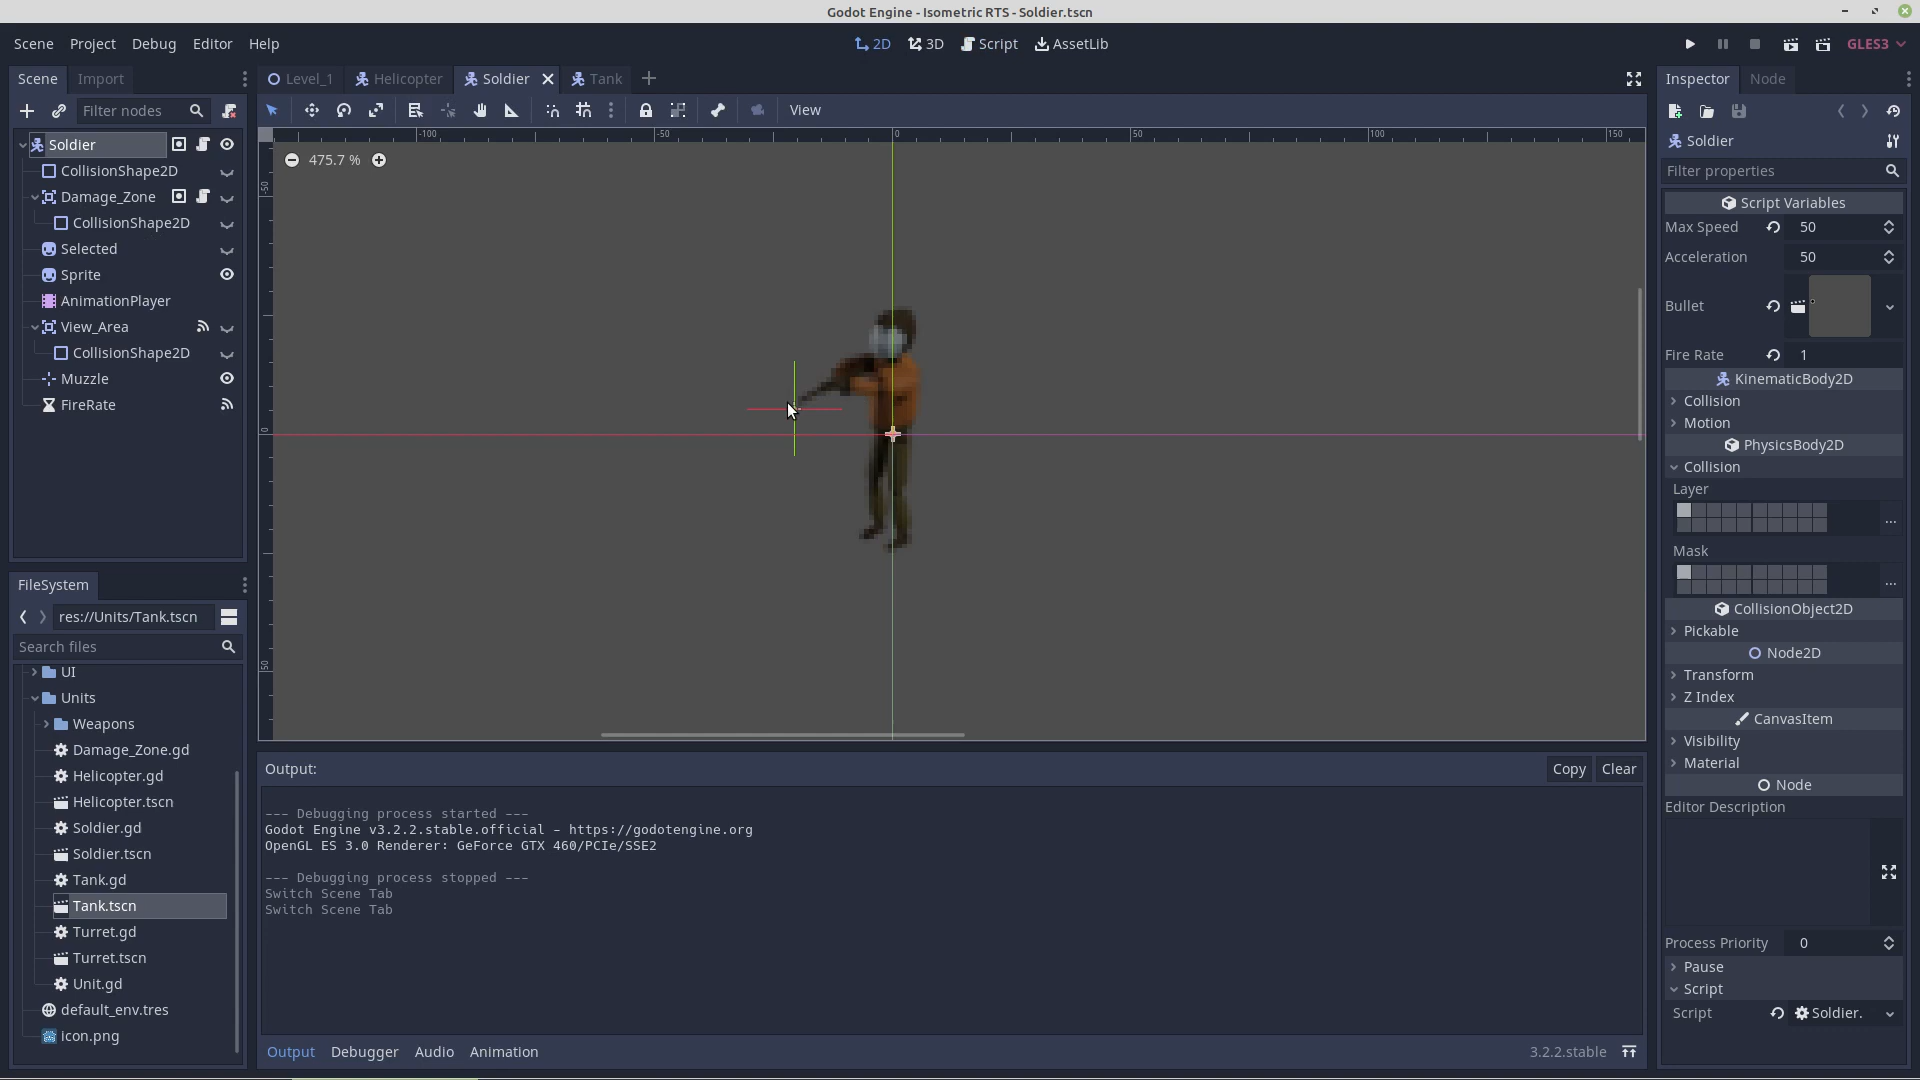 Godot Engine - Isometric RTS - Soldier.tscn
Scene Project Debug Editor Help
2D 3D Script AssetLib
GLES3
Scene Import
Filter nodes
Soldier
CollisionShape2D
Damage_Zone
CollisionShape2D
Selected
Sprite
AnimationPlayer
View_Area
CollisionShape2D
Muzzle
FireRate
FileSystem
res://Units/Tank.tscn
Search files
UI
Units
Weapons
Damage_Zone.gd
Helicopter.gd
Helicopter.tscn
Soldier.gd
Soldier.tscn
Tank.gd
Tank.tscn
Turret.gd
Turret.tscn
Unit.gd
default_env.tres
icon.png
Level_1 Helicopter Soldier Tank
View
-100 -50 0 50 100 150
-50
0
50
475.7 %
Output:
Copy Clear
--- Debugging process started ---
Godot Engine v3.2.2.stable.official - https://godotengine.org
OpenGL ES 3.0 Renderer: GeForce GTX 460/PCIe/SSE2
--- Debugging process stopped ---
Switch Scene Tab
Switch Scene Tab
Output Debugger Audio Animation
3.2.2.stable
Inspector Node
Soldier
Filter properties
Script Variables
Max Speed 50
Acceleration 50
Bullet
Fire Rate 1
KinematicBody2D
Collision
Motion
PhysicsBody2D
Collision
Layer
...
Mask
...
CollisionObject2D
Pickable
Node2D
Transform
Z Index
CanvasItem
Visibility
Material
Node
Editor Description
Process Priority 0
Pause
Script
Script Soldier.